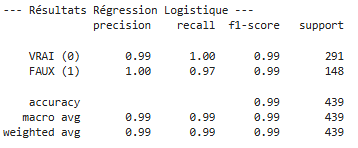 --- Résultats Régression Logistique ---
precision recall f1-score support
VRAI (0) 0.99 1.00 0.99 291
FAUX (1) 1.00 0.97 0.99 148
accuracy 0.99 439
macro avg 0.99 0.99 0.99 439
weighted avg 0.99 0.99 0.99 439